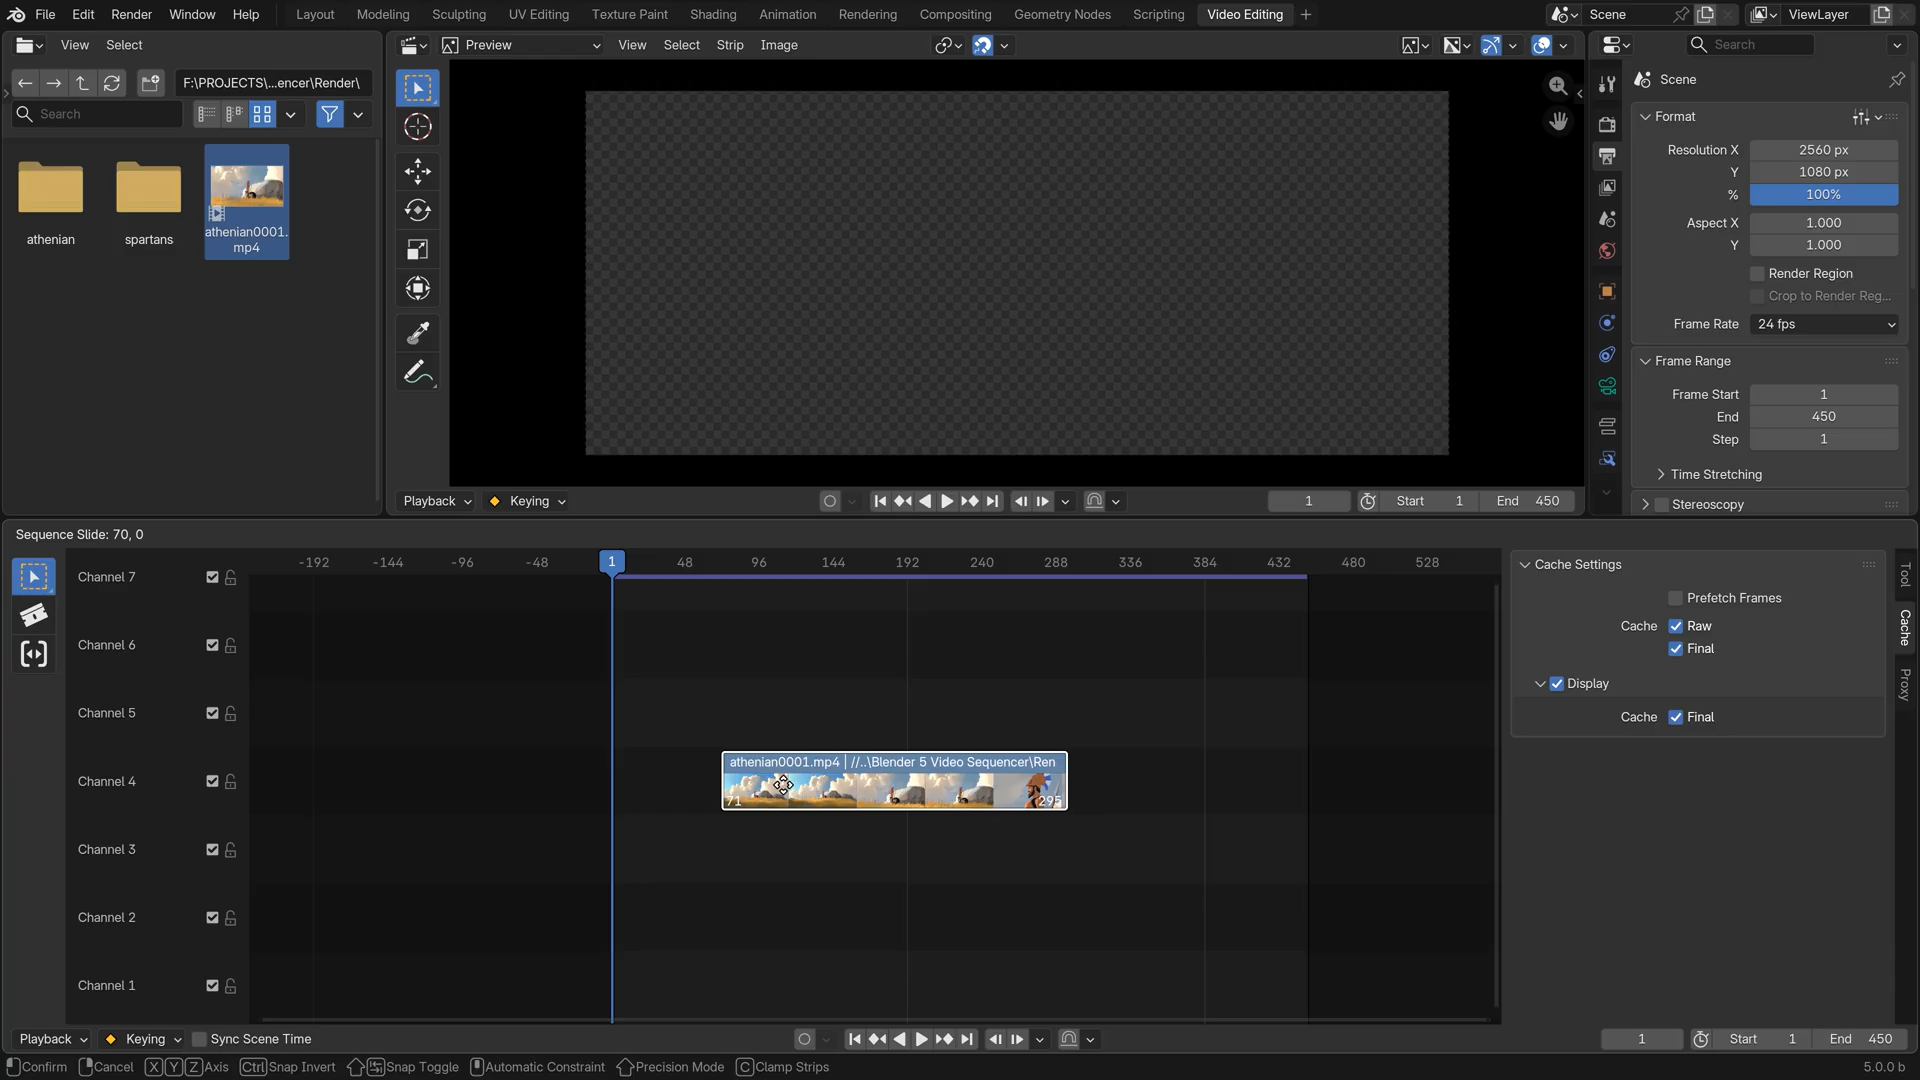 File Edit Render Window Help Layout Modeling Sculpting UV Editing Texture Paint Shading Animation Rendering Compositing Geometry Nodes Scripting Video Editing + Scene ViewLayer
View Select Preview View Select Strip Image Search
F:\PROJECTS\...encer\Render\
Search
athenian
spartans
athenian0001.
mp4
Scene
Format
Resolution X 2560 px
Y 1080 px
% 100%
Aspect X 1.000
Y 1.000
Render Region
Crop to Render Reg...
Frame Rate 24 fps
Frame Range
Frame Start 1
End 450
Step 1
Time Stretching
Stereoscopy
Playback Keying 1 Start 1 End 450
Sequence Slide: 70, 0
-192 -144 -96 -48 1 48 96 144 192 240 288 336 384 432 480 528
Channel 7
Channel 6
Channel 5
Channel 4
Channel 3
Channel 2
Channel 1
athenian0001.mp4 | //..\Blender 5 Video Sequencer\Ren
71 295
Cache Settings
Prefetch Frames
Cache Raw
Final
Display
Cache Final
Tool
Cache
Proxy
Playback Keying Sync Scene Time 1 Start 1 End 450
Confirm Cancel X Y Z Axis Ctrl Snap Invert Snap Toggle Automatic Constraint Precision Mode C Clamp Strips 5.0.0 b